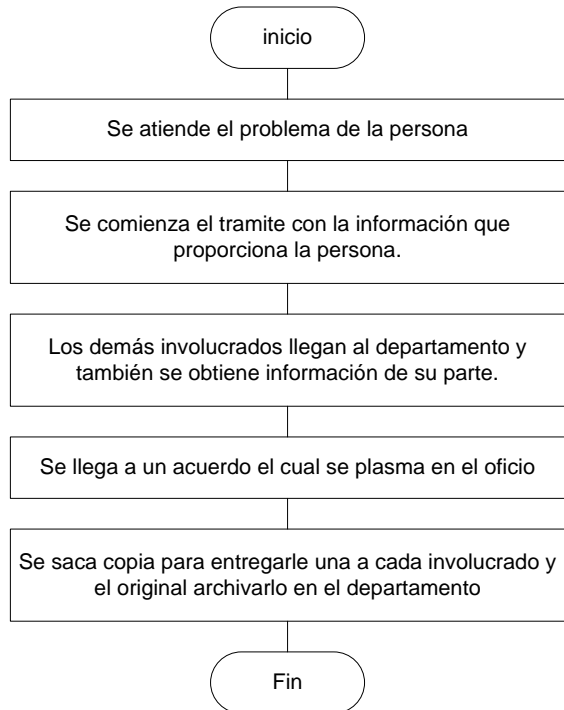 inicio
Se atiende el problema de la persona
Se comienza el tramite con la información que
proporciona la persona.
Los demás involucrados llegan al departamento y
también se obtiene información de su parte.
Se llega a un acuerdo el cual se plasma en el oficio
Se saca copia para entregarle una a cada involucrado y
el original archivarlo en el departamento
Fin